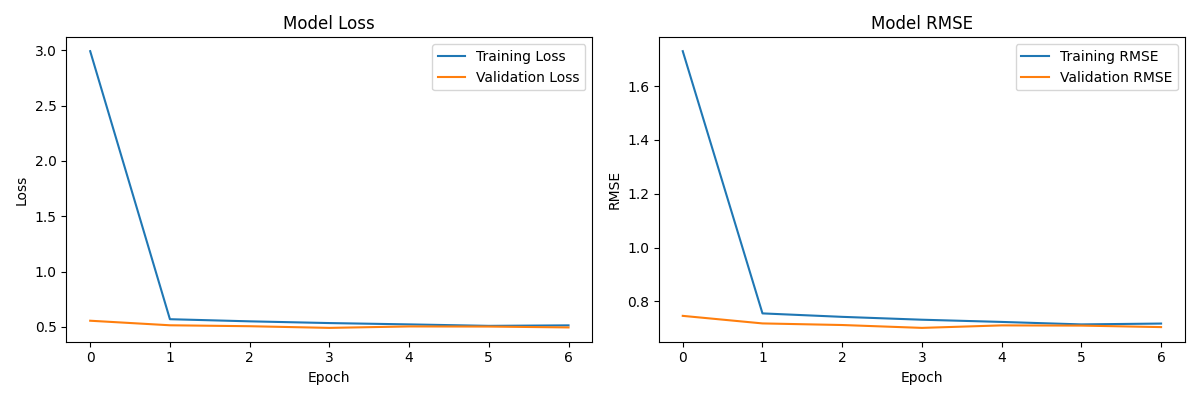 Model Loss
3.0
2.5
2.0
1.5
1.0
0.5
Loss
0 1 2 3 4 5 6
Epoch
Training Loss
Validation Loss
Model RMSE
1.6
1.4
1.2
1.0
0.8
RMSE
0 1 2 3 4 5 6
Epoch
Training RMSE
Validation RMSE